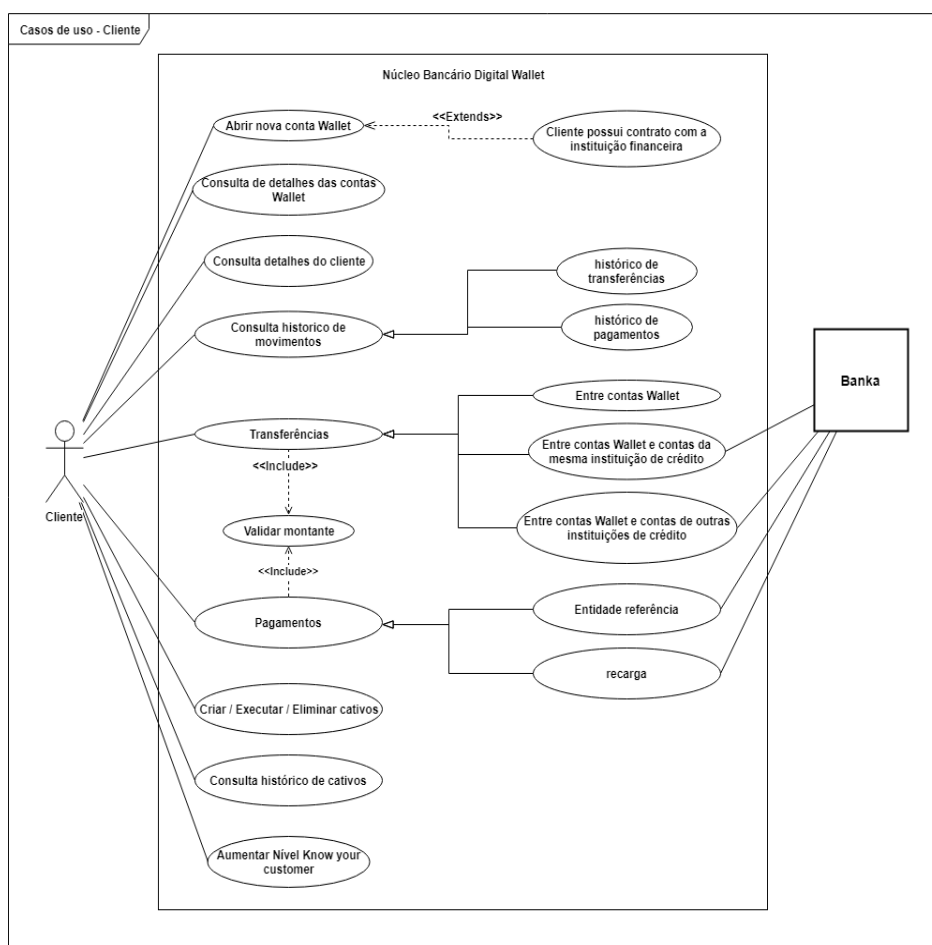 Casos de uso - Cliente
Núcleo Bancário Digital Wallet
Abrir nova conta Wallet
<<Extends>>
Cliente possui contrato com a
instituição financeira
Consulta de detalhes das contas
Wallet
Consulta detalhes do cliente
histórico de
transferências
Consulta historico de
movimentos
histórico de
pagamentos
Banka
Entre contas Wallet
Transferências
Entre contas Wallet e contas da
mesma instituição de crédito
<<Include>>
Cliente
Validar montante
Entre contas Wallet e contas de outras
instituições de crédito
<<Include>>
Pagamentos
Entidade referência
recarga
Criar / Executar / Eliminar cativos
Consulta histórico de cativos
Aumentar Nível Know your
customer